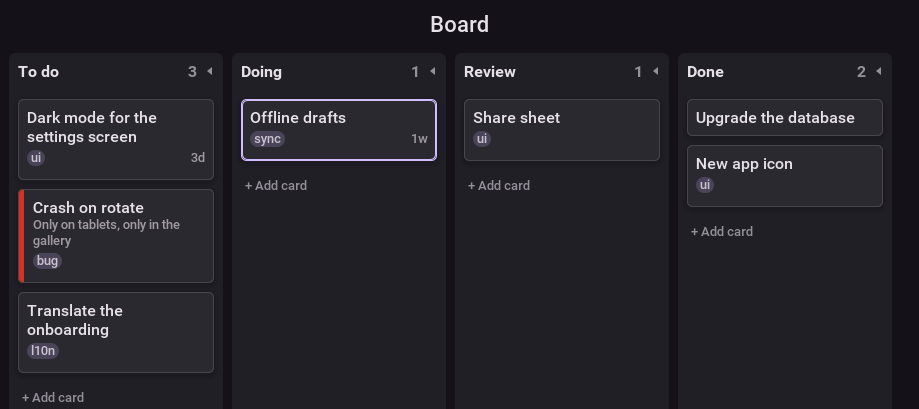 Board
To do 3
Dark mode for the
settings screen
ui 3d
Crash on rotate
Only on tablets, only in the
gallery
bug
Translate the
onboarding
l10n
+ Add card
Doing 1
Offline drafts
sync 1w
+ Add card
Review 1
Share sheet
ui
+ Add card
Done 2
Upgrade the database
New app icon
ui
+ Add card